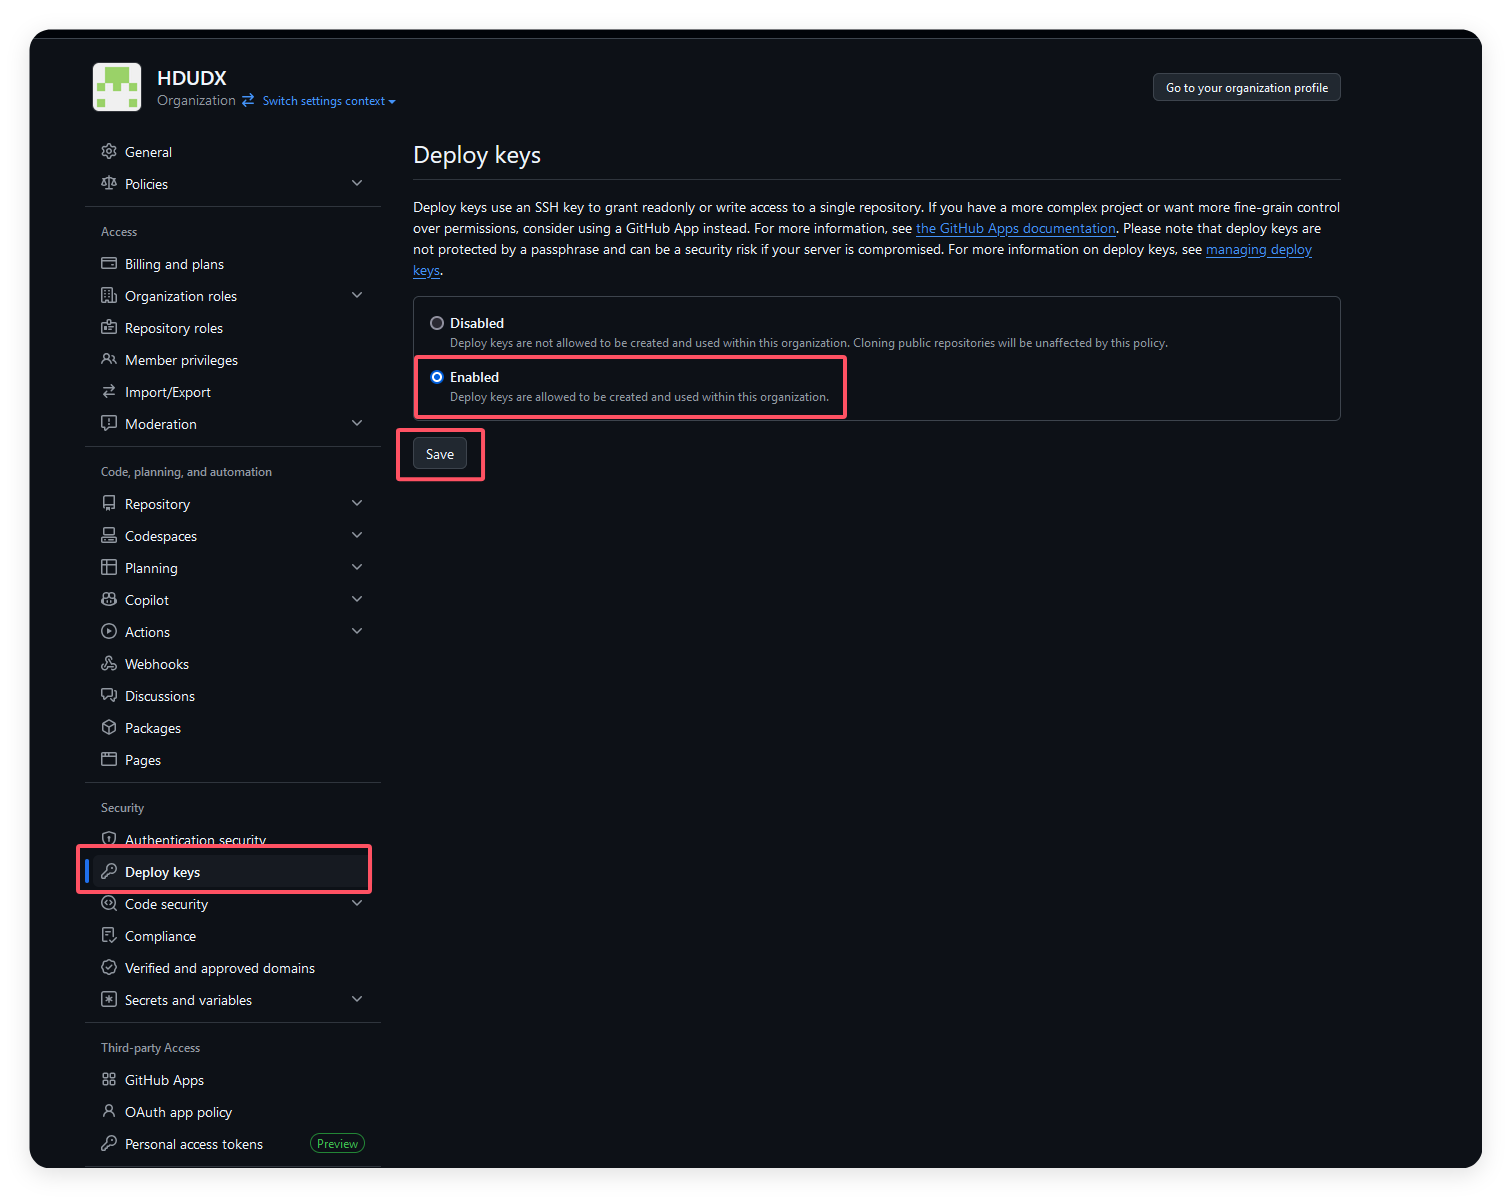 HDUDX
Organization Switch settings context
Go to your organization profile
General
Policies
Access
Billing and plans
Organization roles
Repository roles
Member privileges
Import/Export
Moderation
Code, planning, and automation
Repository
Codespaces
Planning
Copilot
Actions
Webhooks
Discussions
Packages
Pages
Security
Authentication security
Deploy keys
Code security
Compliance
Verified and approved domains
Secrets and variables
Third-party Access
GitHub Apps
OAuth app policy
Personal access tokens Preview
Deploy keys
Deploy keys use an SSH key to grant readonly or write access to a single repository. If you have a more complex project or want more fine-grain control
over permissions, consider using a GitHub App instead. For more information, see the GitHub Apps documentation. Please note that deploy keys are
not protected by a passphrase and can be a security risk if your server is compromised. For more information on deploy keys, see managing deploy
keys.
Disabled
Deploy keys are not allowed to be created and used within this organization. Cloning public repositories will be unaffected by this policy.
Enabled
Deploy keys are allowed to be created and used within this organization.
Save